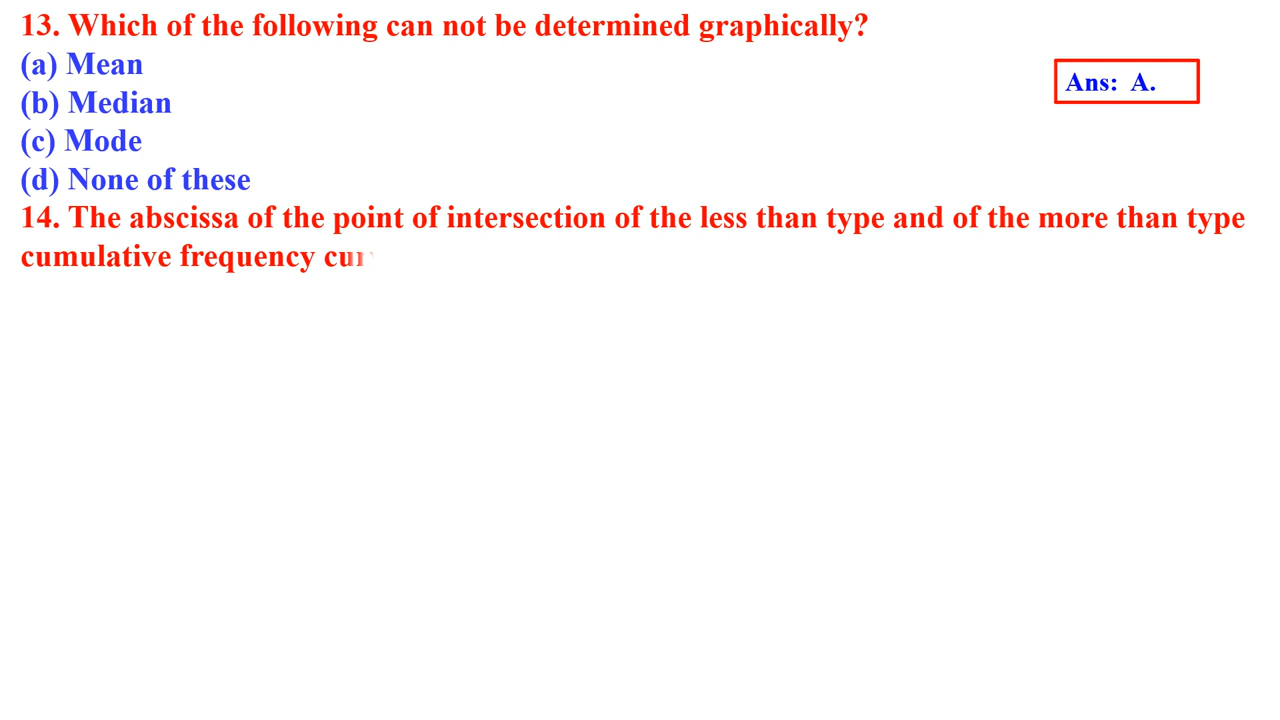 13. Which of the following can not be determined graphically?
(a) Mean
Ans: A.
(b) Median
(c) Mode
(d) None of these
14. The abscissa of the point of intersection of the less than type and of the more than type
cumulative frequency